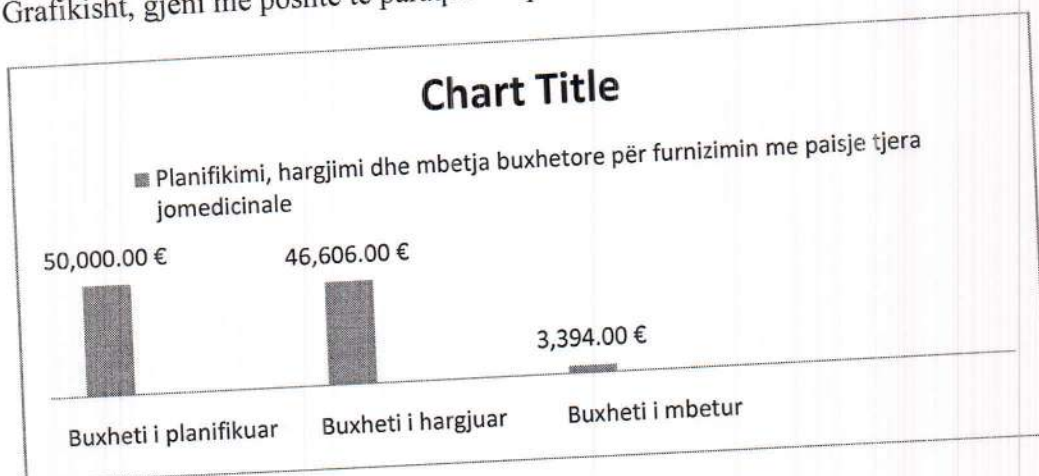 Grafikisht, gjeni më poshtë të
Chart Title
Planifikimi, hargjimi dhe mbetja buxhetore për furnizimin me paisje tjera
jomedicinale
50,000.00 €
46,606.00 €
3,394.00 €
Buxheti i planifikuar
Buxheti i hargjuar
Buxheti i mbetur